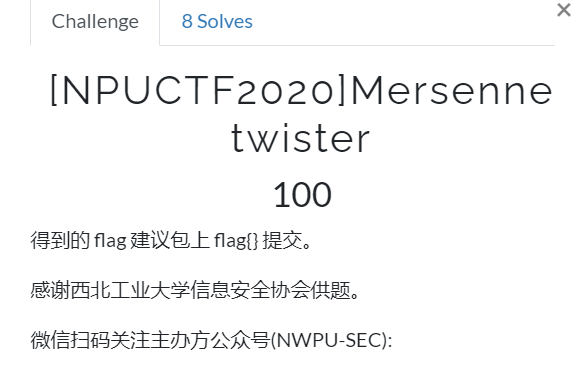 Challenge
8 Solves
×
[NPUCTF2020]Mersenne
twister
100
得到的 flag 建议包上 flag{} 提交。
感谢西北工业大学信息安全协会供题。
微信扫码关注主办方公众号(NWPU-SEC):